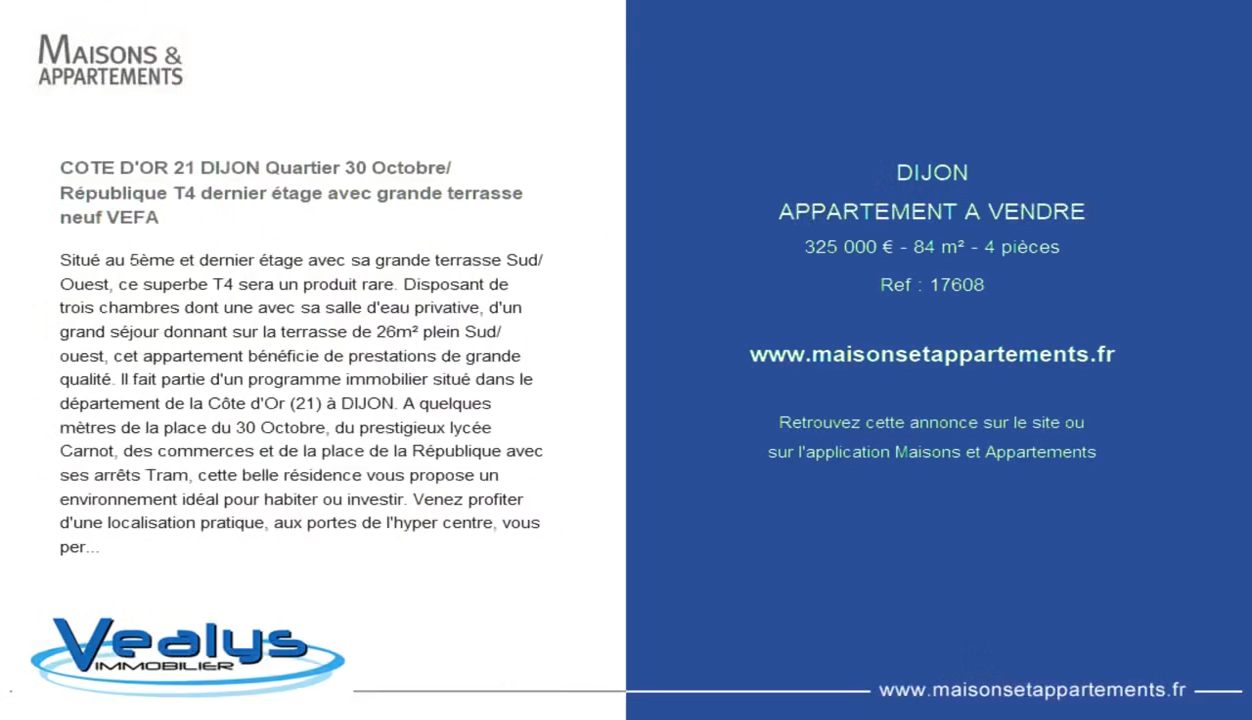 MAISONS &
APPARTEMENTS
COTE D'OR 21 DIJON Quartier 30 Octobre/
République T4 dernier étage avec grande terrasse
neuf VEFA
Situé au 5ème et dernier étage avec sa grande terrasse Sud/
Ouest, ce superbe T4 sera un produit rare. Disposant de
trois chambres dont une avec sa salle d'eau privative, d'un
grand séjour donnant sur la terrasse de 26m² plein Sud/
ouest, cet appartement bénéficie de prestations de grande
qualité. Il fait partie d'un programme immobilier situé dans le
département de la Côte d'Or (21) à DIJON. A quelques
mètres de la place du 30 Octobre, du prestigieux lycée
Carnot, des commerces et de la place de la République avec
ses arrêts Tram, cette belle résidence vous propose un
environnement idéal pour habiter ou investir. Venez profiter
d'une localisation pratique, aux portes de l'hyper centre, vous
per...
Vealys
IMMOBILIER
DIJON
APPARTEMENT A VENDRE
325 000 € - 84 m² - 4 pièces
Ref : 17608
www.maisonsetappartements.fr
Retrouvez cette annonce sur le site ou
sur l'application Maisons et Appartements
www.maisonsetappartements.fr